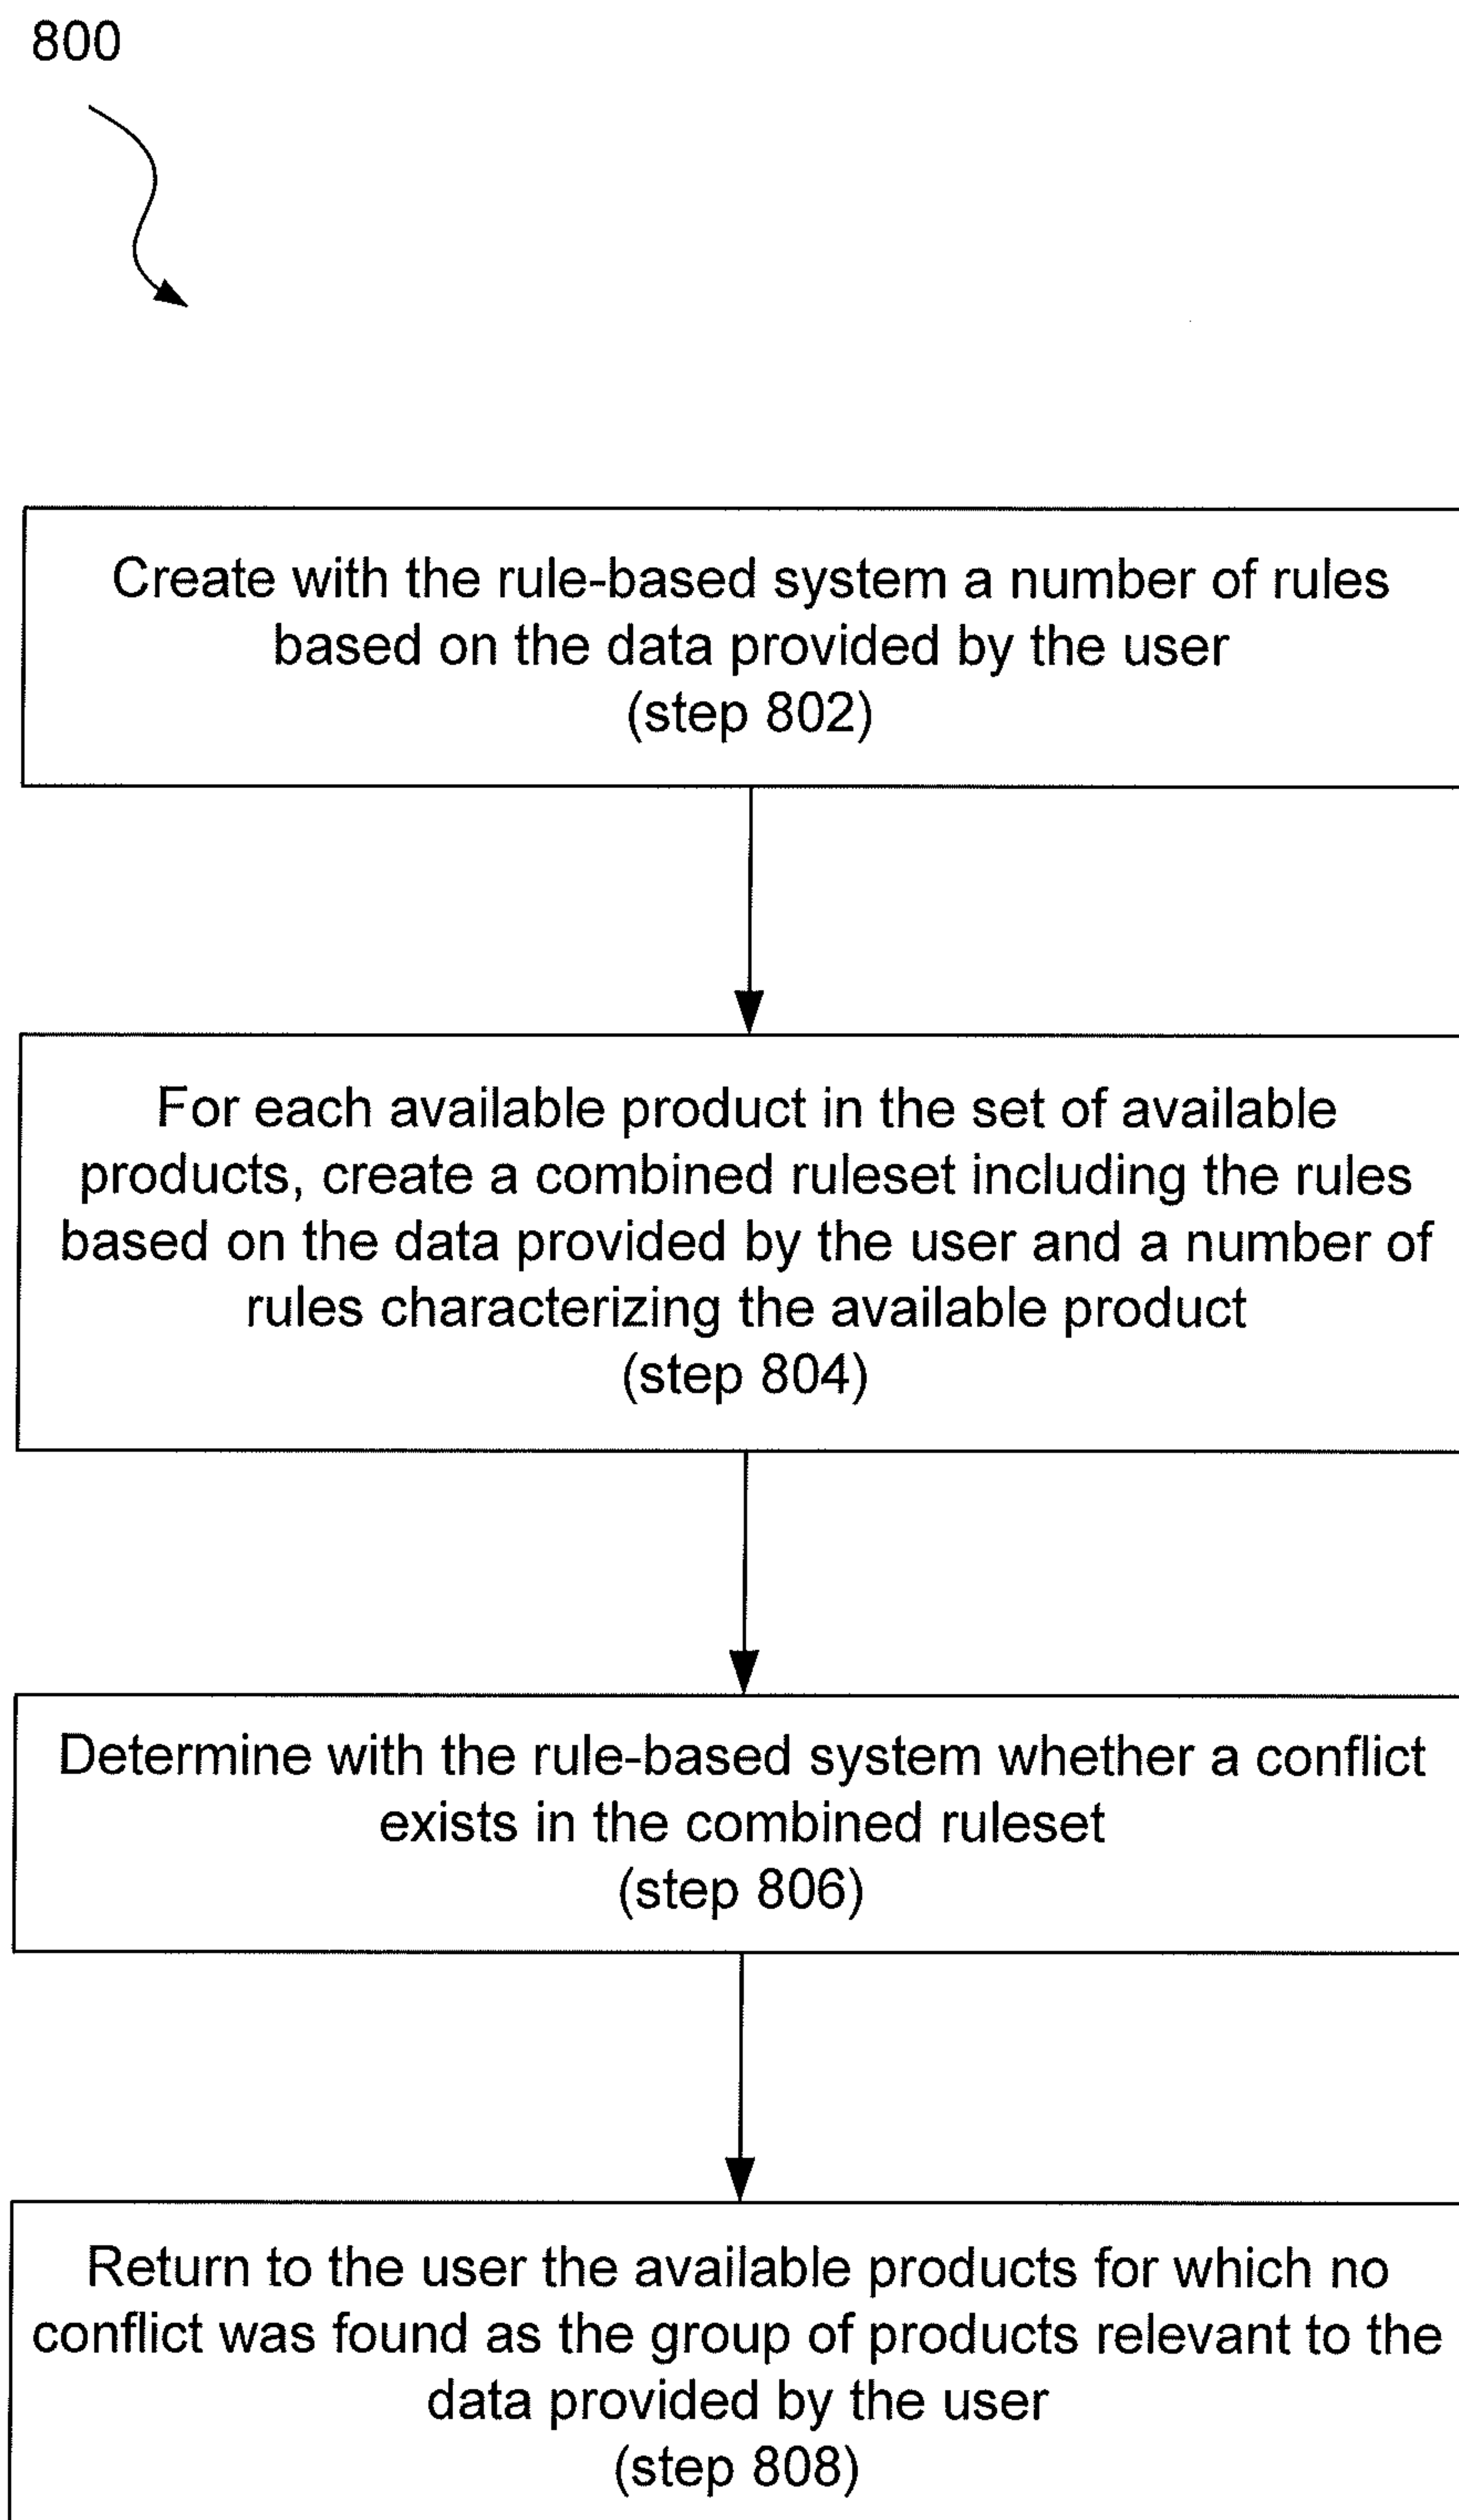 800
Create with the rule-based system a number of rules
based on the data provided by the user
(step 802)
For each available product in the set of available
products, create a combined ruleset including the rules
based on the data provided by the user and a number of
rules characterizing the available product
(step 804)
Determine with the rule-based system whether a conflict
exists in the combined ruleset
(step 806)
Return to the user the available products for which no
conflict was found as the group of products relevant to the
data provided by the user
(step 808)